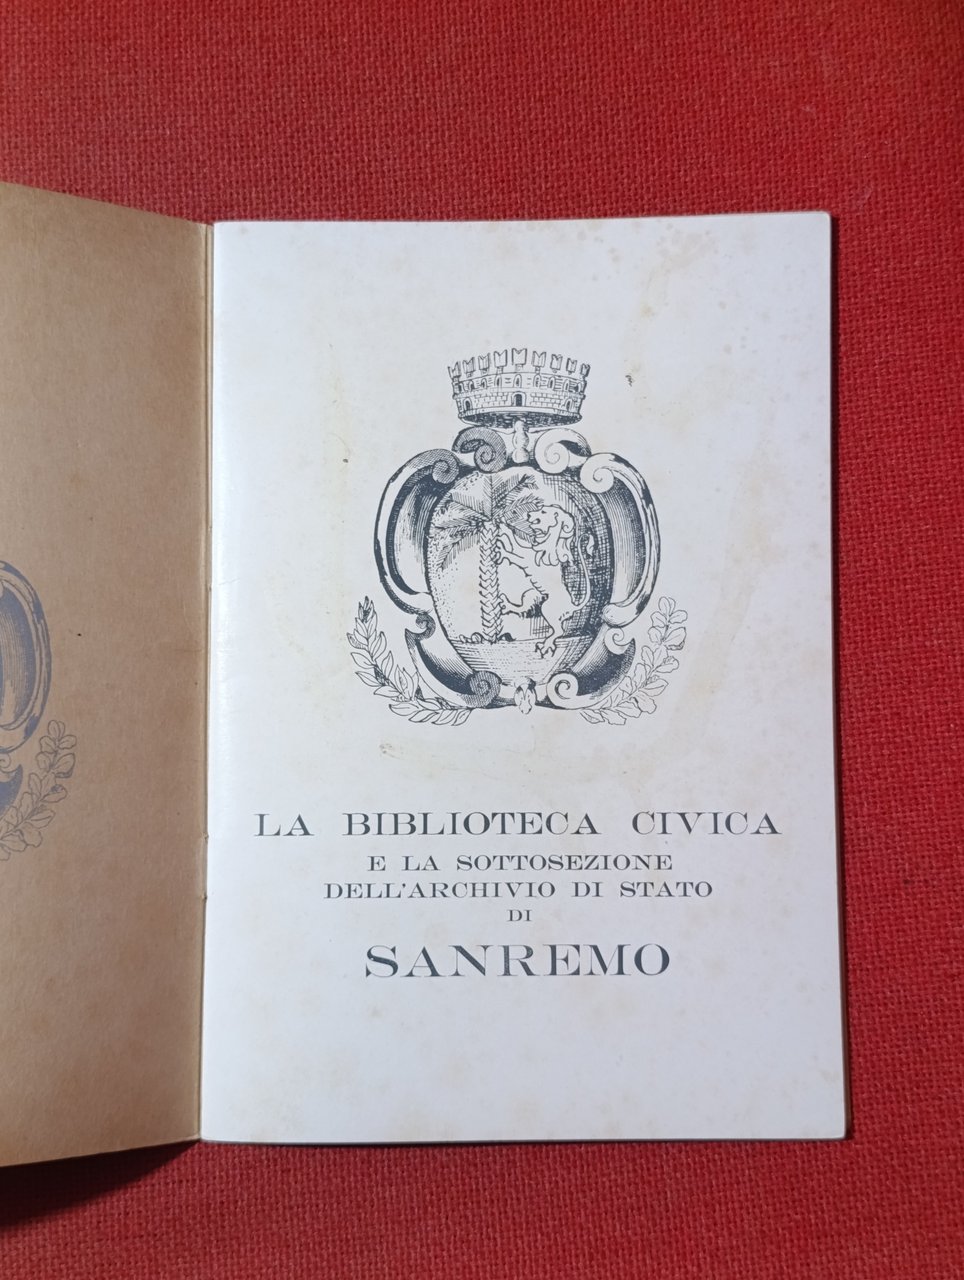 LA BIBLIOTECA CIVICA
E LA SOTTOSEZIONE
DELL'ARCHIVIO DI STATO
DI
SANREMO